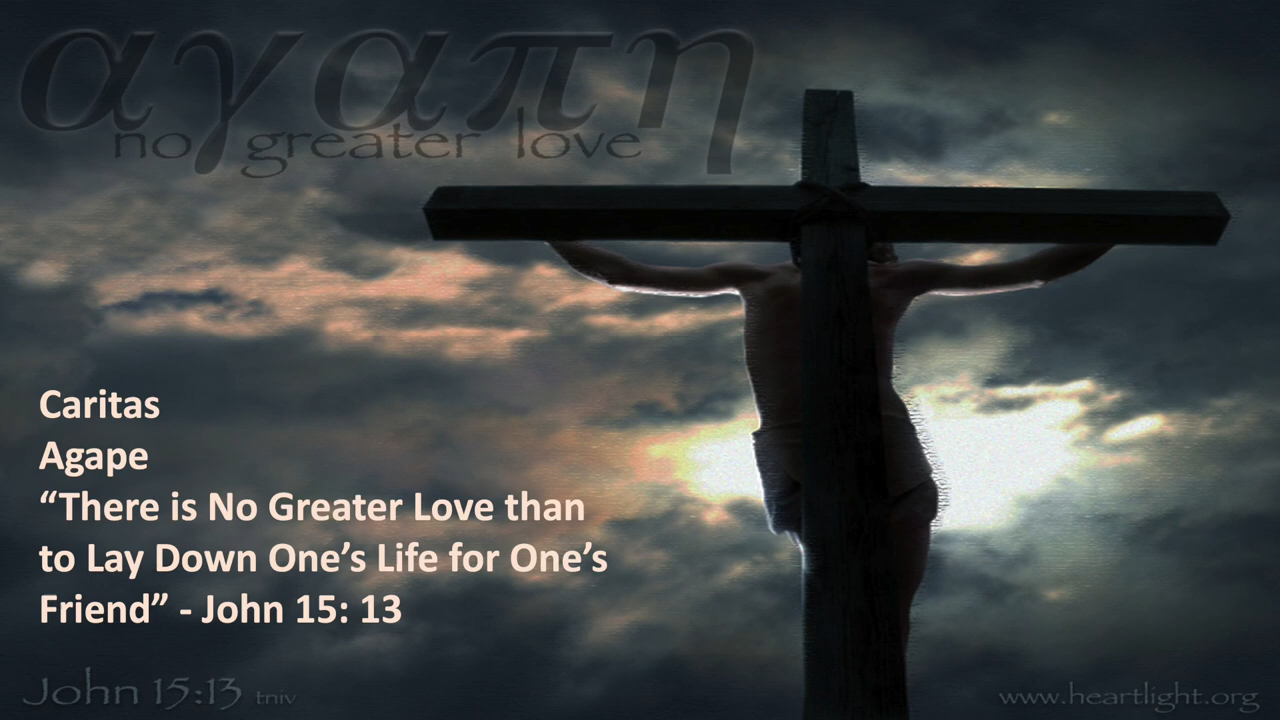 αγαπη
no greater love
Caritas
Agape
“There is No Greater Love than
to Lay Down One’s Life for One’s
Friend” - John 15: 13
John 15:13 tniv
www.heartlight.org